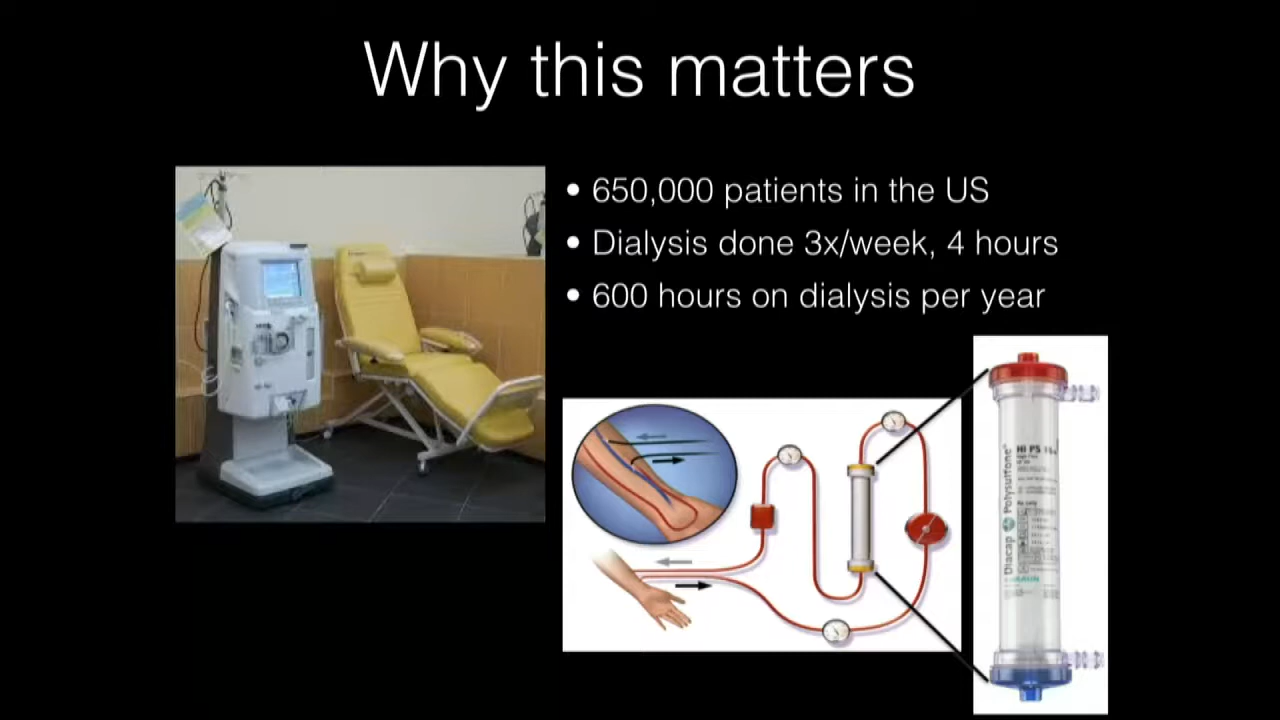 Why this matters
• 650,000 patients in the US
• Dialysis done 3x/week, 4 hours
• 600 hours on dialysis per year
HI PS
Diacap Polysulfone